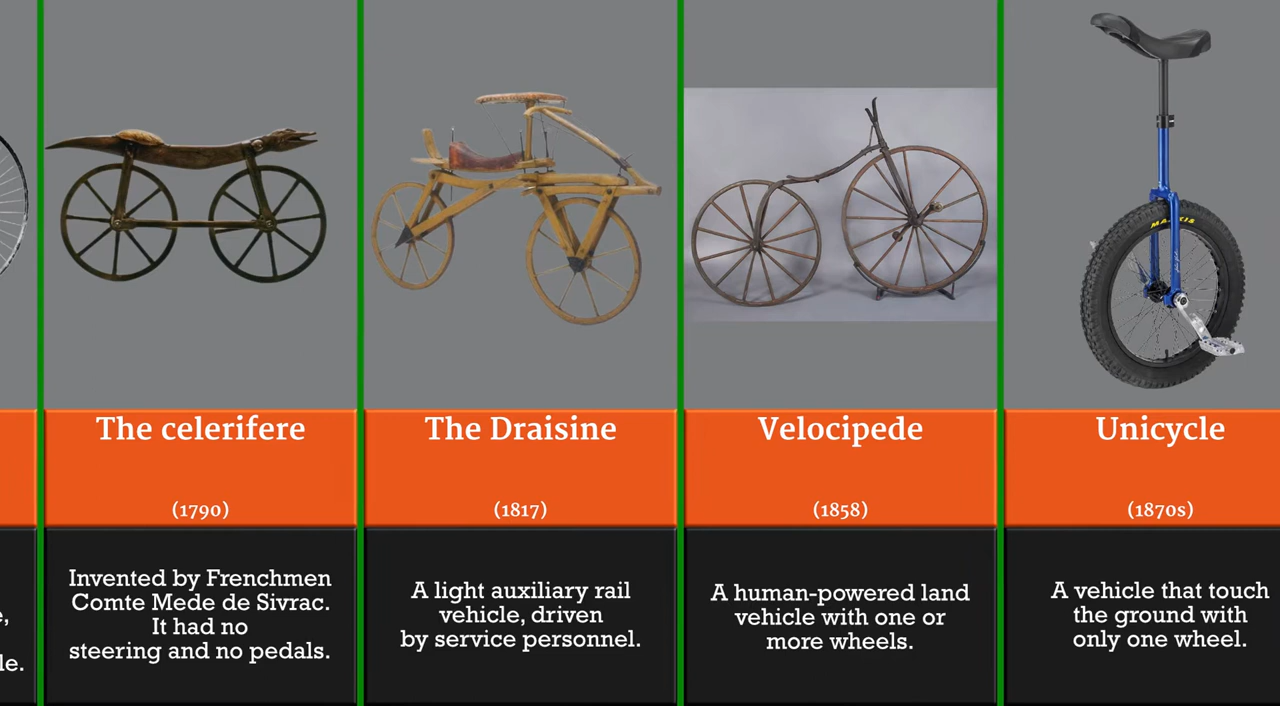 The celerifere
(1790)
Invented by Frenchmen
Comte Mede de Sivrac.
It had no
steering and no pedals.
The Draisine
(1817)
A light auxiliary rail
vehicle, driven
by service personnel.
Velocipede
(1858)
A human-powered land
vehicle with one or
more wheels.
MAXXIS
Unicycle
(1870s)
A vehicle that touch
the ground with
only one wheel.